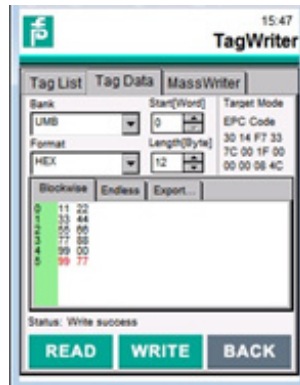 15:47
TagWriter
Tag List Tag Data MassWriter
Bank Start[Word] Target Mode
UMB 0 EPC Code
Format Length[Byte] 30 14 F7 33
HEX 12 7C 00 1F 00
00 00 08 4C
Blockwise Endless Export...
0 11 22
1 33 44
2 55 66
3 77 88
4 99 00
5 99 77
Status: Write success
READ WRITE BACK